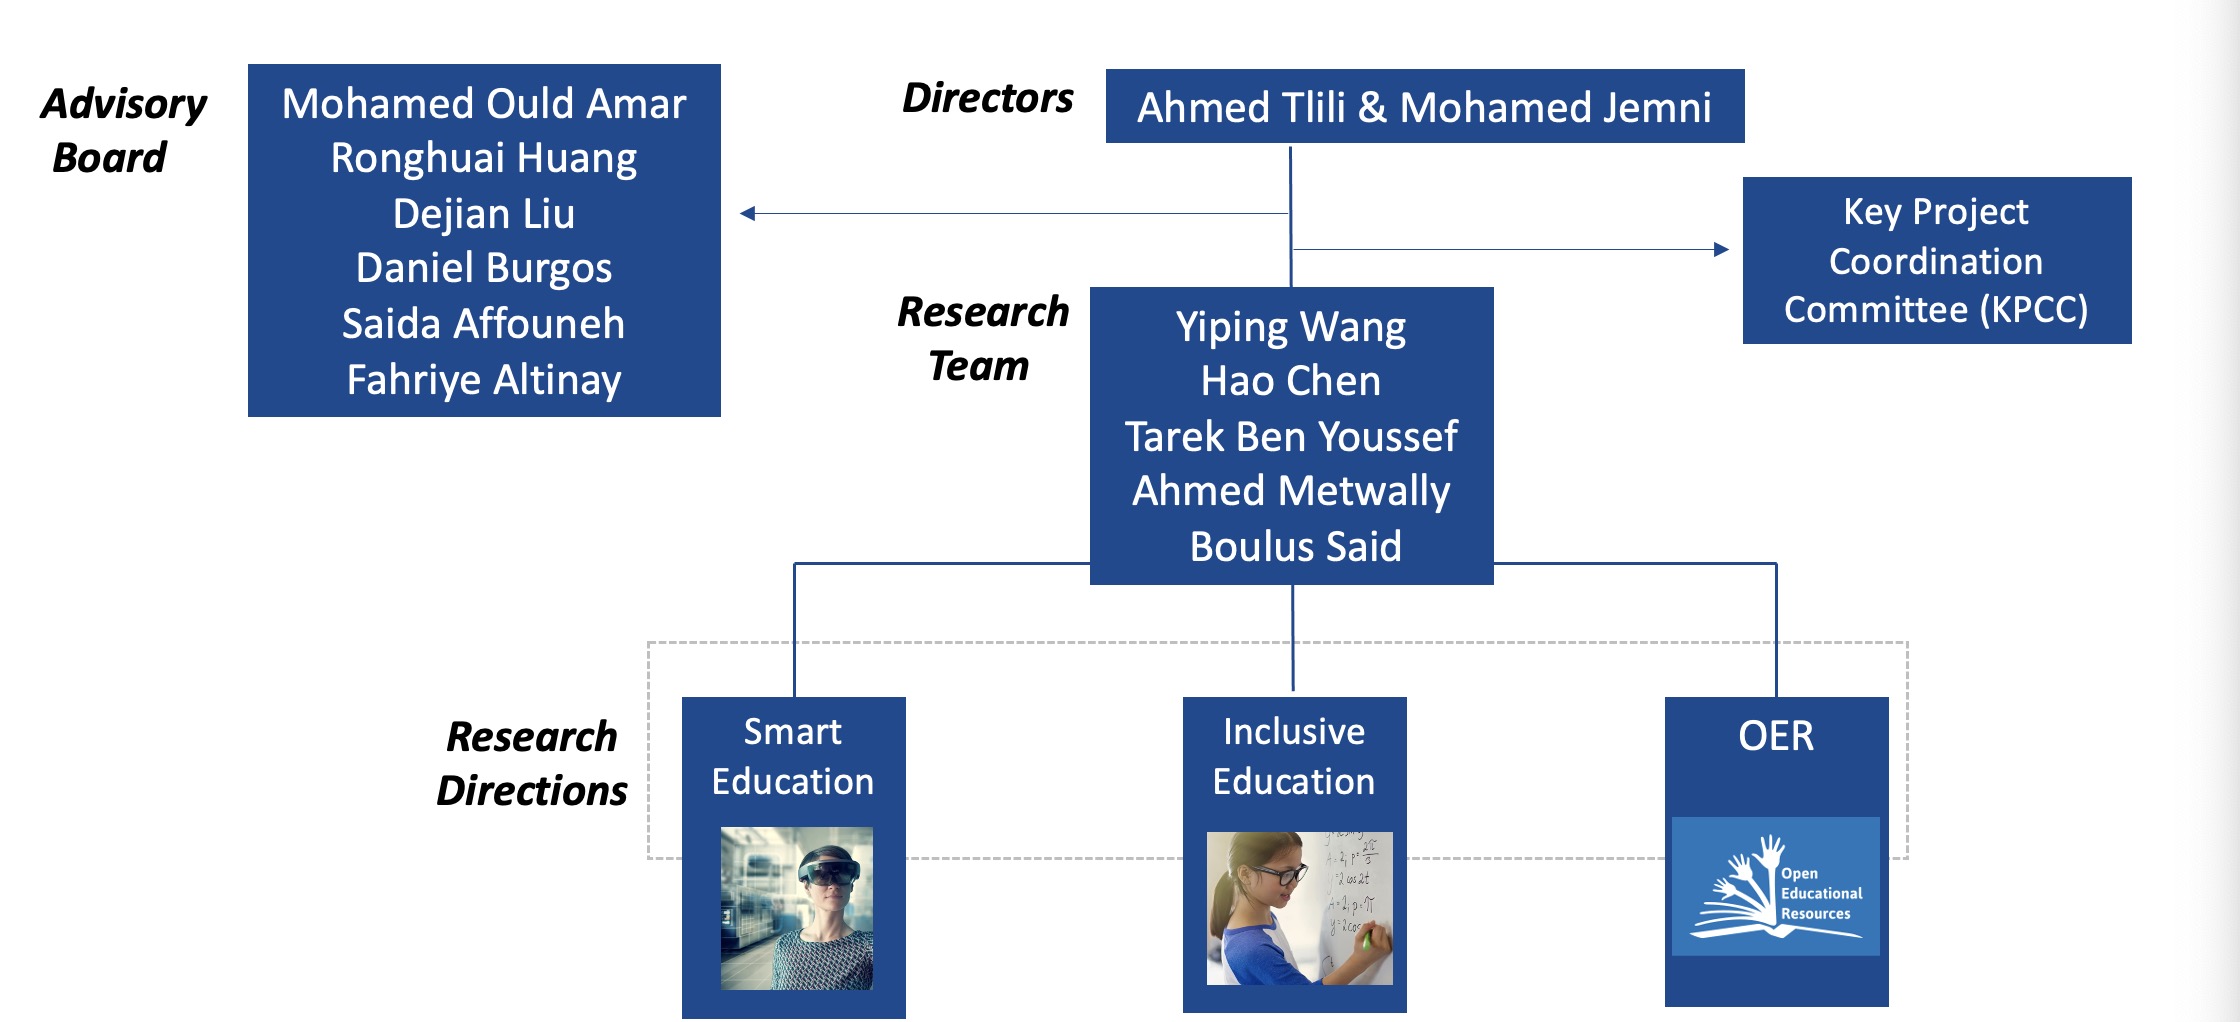 Advisory
Board
Mohamed Ould Amar
Ronghuai Huang
Dejian Liu
Daniel Burgos
Saida Affouneh
Fahriye Altinay
Directors
Ahmed Tlili & Mohamed Jemni
Key Project
Coordination
Committee (KPCC)
Research
Team
Yiping Wang
Hao Chen
Tarek Ben Youssef
Ahmed Metwally
Boulus Said
Research
Directions
Smart
Education
Inclusive
Education
OER
Open
Educational
Resources